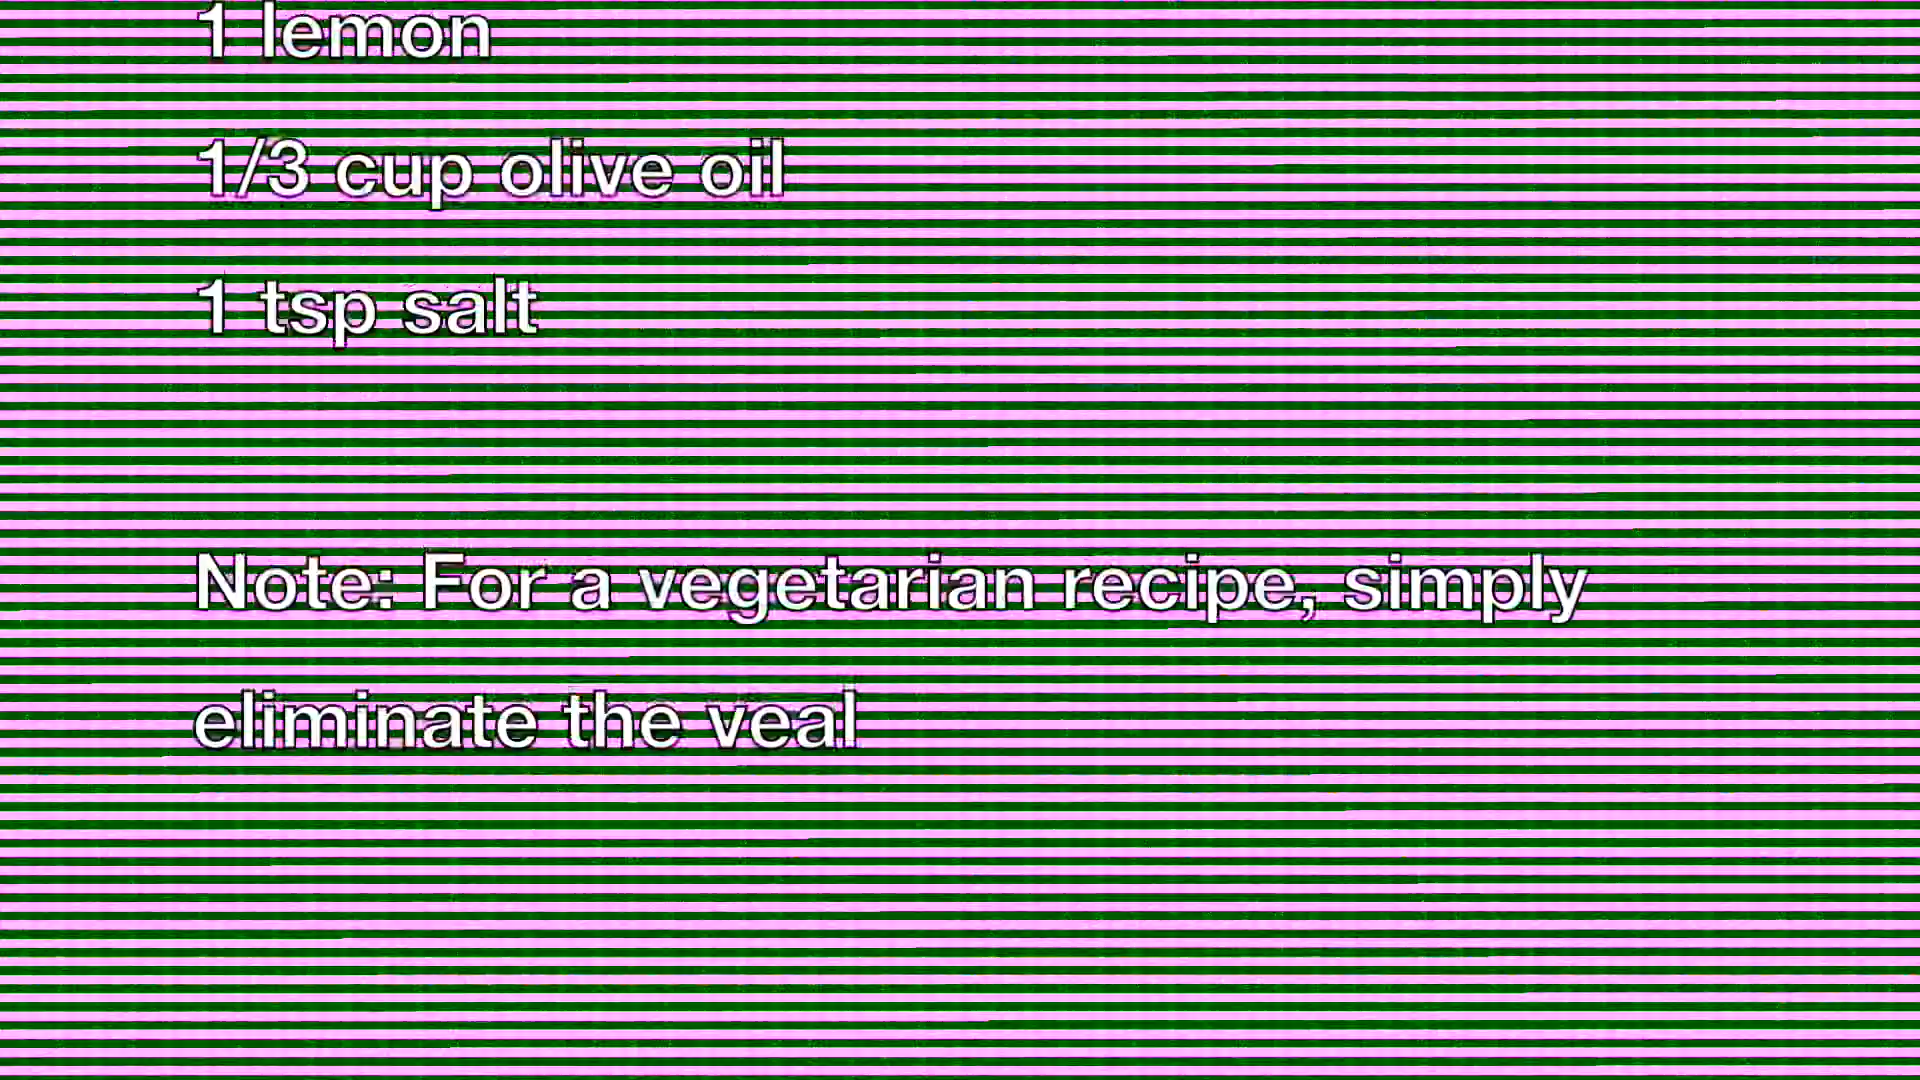 1 lemon
1/3 cup olive oil
1 tsp salt
Note: For a vegetarian recipe, simply
eliminate the veal